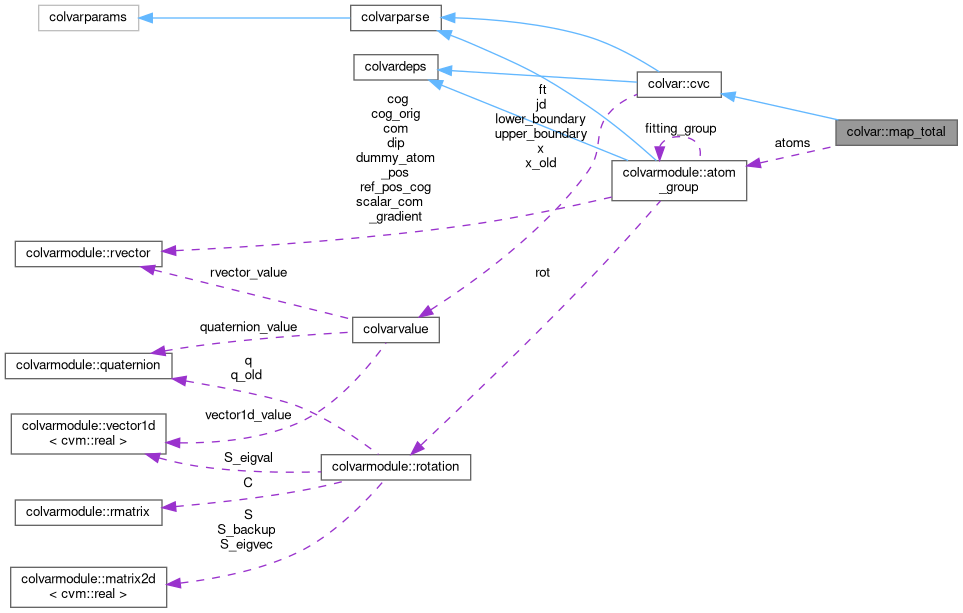 colvarparams
colvarparse
colvardeps
colvar::cvc
colvar::map_total
ft
jd
lower_boundary
upper_boundary
x
x_old
cog
cog_orig
com
dip
dummy_atom
_pos
ref_pos_cog
scalar_com
_gradient
fitting_group
atoms
colvarmodule::atom
_group
colvarmodule::rvector
rvector_value
rot
colvarvalue
quaternion_value
colvarmodule::quaternion
q
q_old
vector1d_value
colvarmodule::vector1d
< cvm::real >
S_eigval
colvarmodule::rotation
C
colvarmodule::rmatrix
S
S_backup
S_eigvec
colvarmodule::matrix2d
< cvm::real >